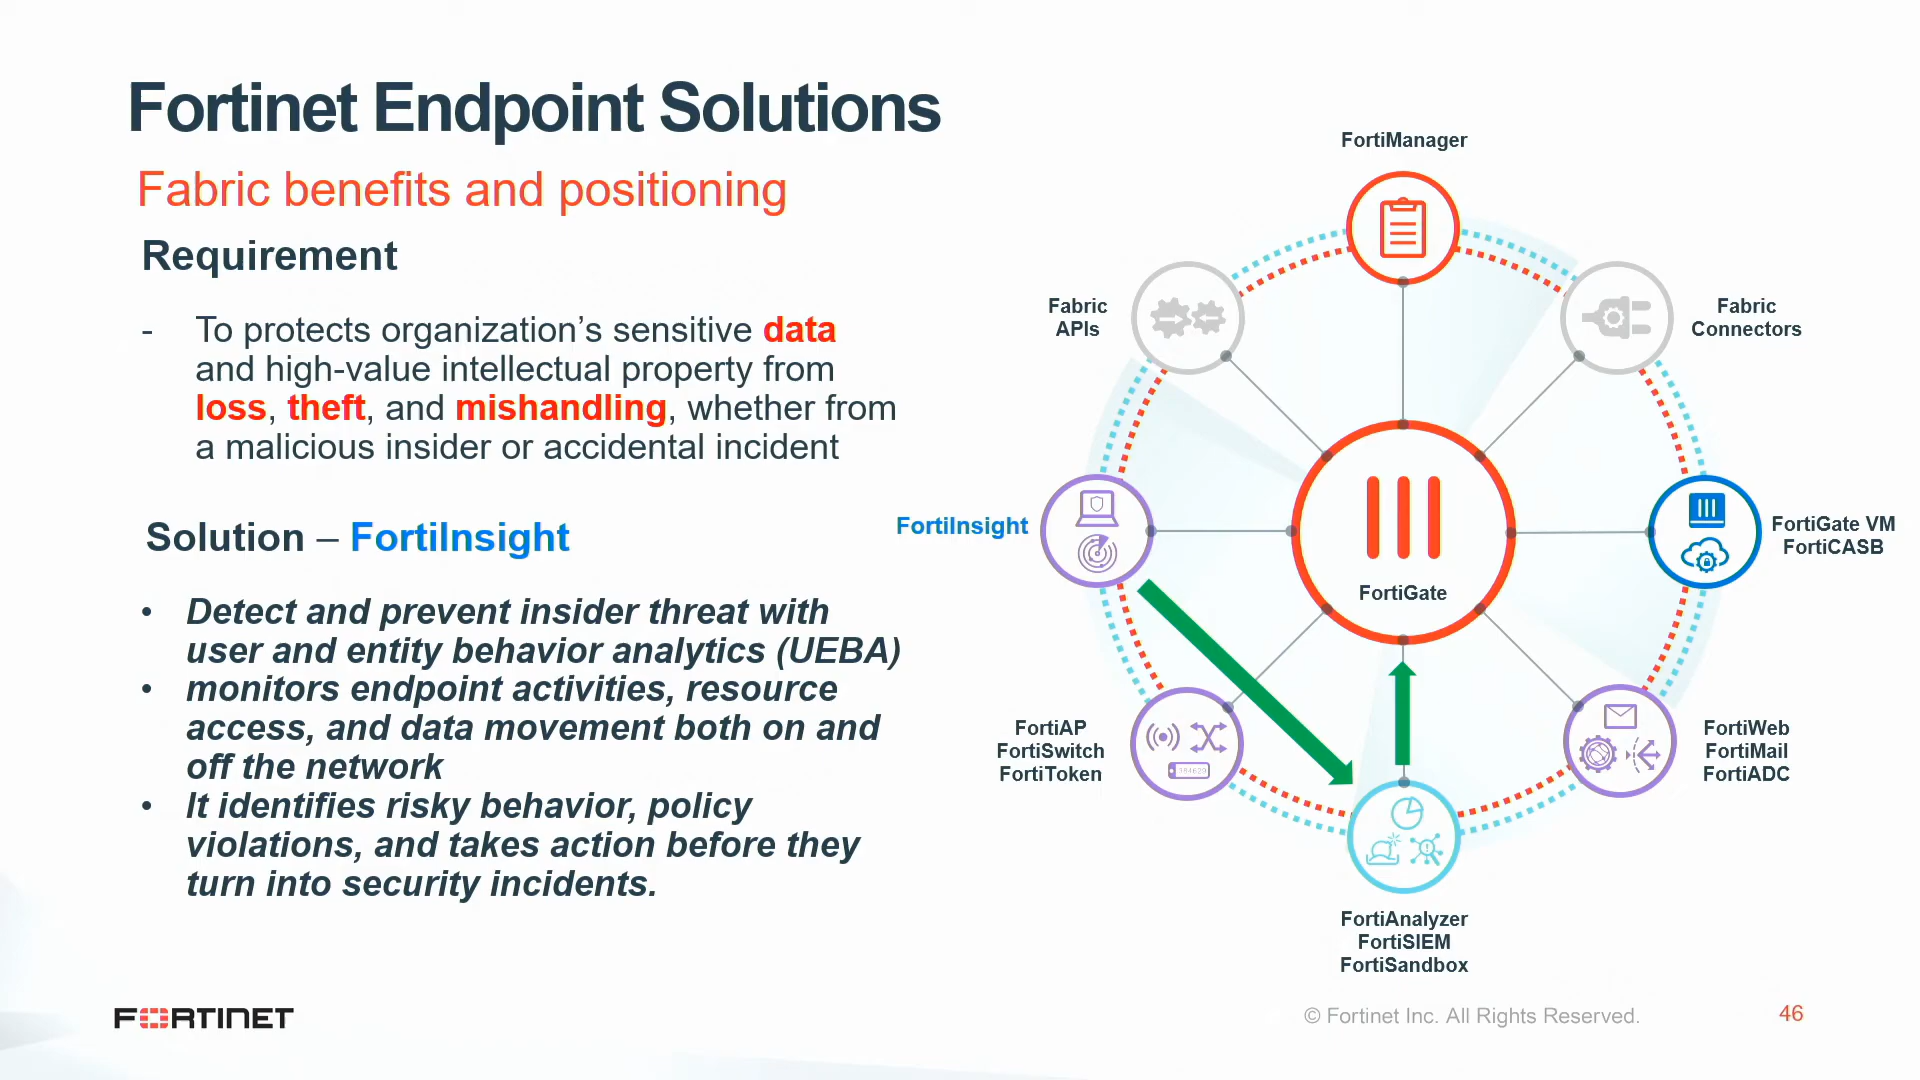 Fortinet Endpoint Solutions
Fabric benefits and positioning
Requirement
- To protects organization’s sensitive data
and high-value intellectual property from
loss, theft, and mishandling, whether from
a malicious insider or accidental incident
Solution – FortiInsight
• Detect and prevent insider threat with
user and entity behavior analytics (UEBA)
• monitors endpoint activities, resource
access, and data movement both on and
off the network
• It identifies risky behavior, policy
violations, and takes action before they
turn into security incidents.
FortiManager
Fabric
APIs
Fabric
Connectors
FortiInsight
FortiGate
FortiGate VM
FortiCASB
FortiAP
FortiSwitch
FortiToken
FortiWeb
FortiMail
FortiADC
FortiAnalyzer
FortiSIEM
FortiSandbox
FORTINET
© Fortinet Inc. All Rights Reserved.
46